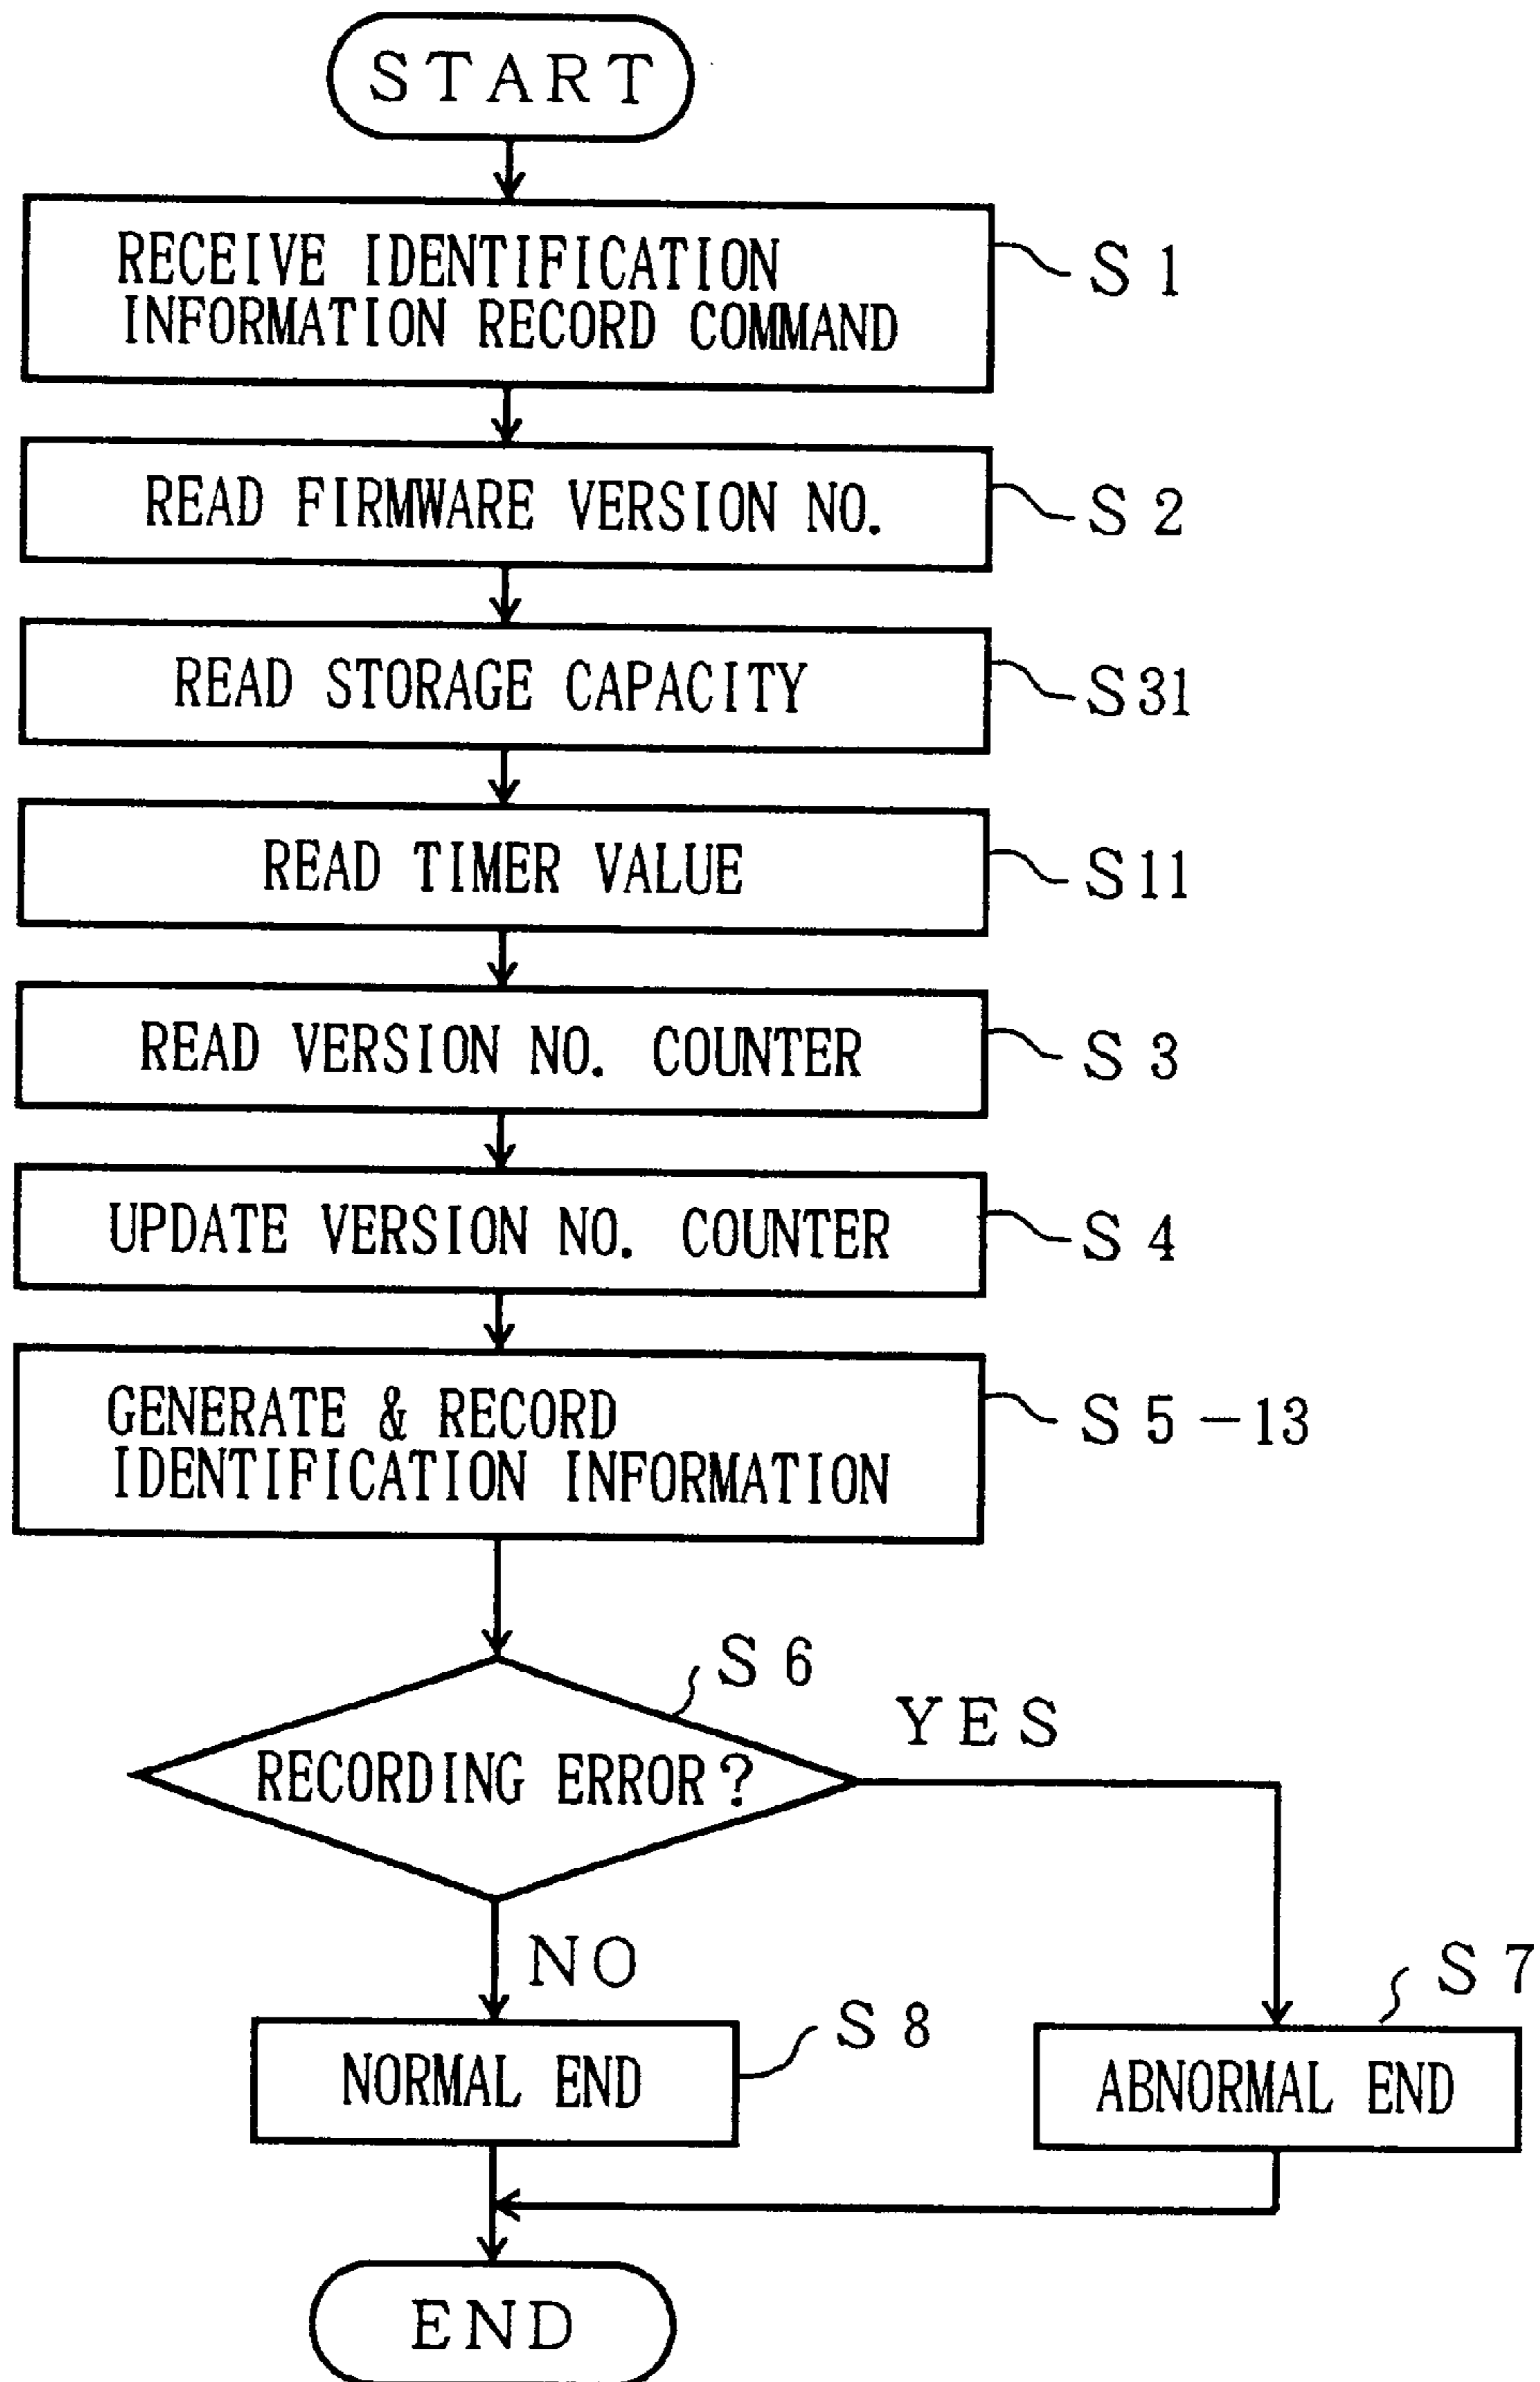 START
RECEIVE IDENTIFICATION
INFORMATION RECORD COMMAND
S1
READ FIRMWARE VERSION NO.
S2
READ STORAGE CAPACITY
S31
READ TIMER VALUE
S11
READ VERSION NO. COUNTER
S3
UPDATE VERSION NO. COUNTER
S4
GENERATE & RECORD
IDENTIFICATION INFORMATION
S5-13
S6
YES
RECORDING ERROR?
NO
S7
S8
NORMAL END
ABNORMAL END
END